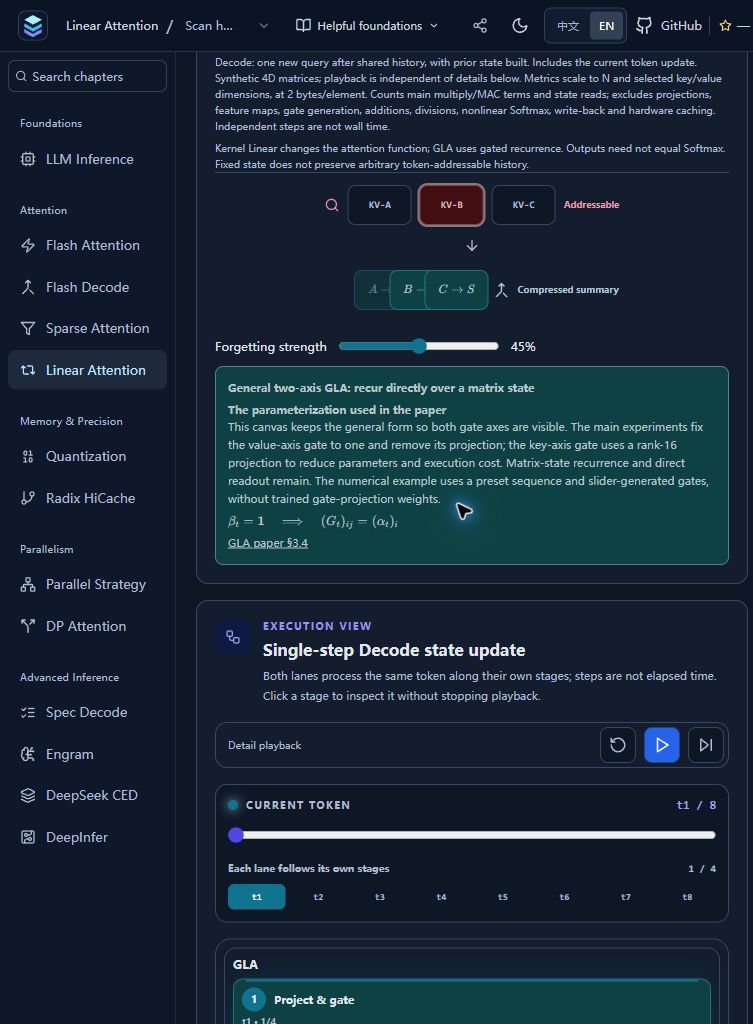 Linear Attention / Scan h... Helpful foundations 中文 EN GitHub
Search chapters
Foundations
LLM Inference
Attention
Flash Attention
Flash Decode
Sparse Attention
Linear Attention
Memory & Precision
Quantization
Radix HiCache
Parallelism
Parallel Strategy
DP Attention
Advanced Inference
Spec Decode
Engram
DeepSeek CED
DeepInfer
Decode: one new query after shared history, with prior state built. Includes the current token update.
Synthetic 4D matrices; playback is independent of details below. Metrics scale to N and selected key/value
dimensions, at 2 bytes/element. Counts main multiply/MAC terms and state reads; excludes projections,
feature maps, gate generation, additions, divisions, nonlinear Softmax, write-back and hardware caching.
Independent steps are not wall time.
Kernel Linear changes the attention function; GLA uses gated recurrence. Outputs need not equal Softmax.
Fixed state does not preserve arbitrary token-addressable history.
KV-A KV-B KV-C Addressable
A – B – C → S Compressed summary
Forgetting strength 45%
General two-axis GLA: recur directly over a matrix state
The parameterization used in the paper
This canvas keeps the general form so both gate axes are visible. The main experiments fix
the value-axis gate to one and remove its projection; the key-axis gate uses a rank-16
projection to reduce parameters and execution cost. Matrix-state recurrence and direct
readout remain. The numerical example uses a preset sequence and slider-generated gates,
without trained gate-projection weights.
βₜ = 1 ⟹ (Gₜ)ᵢⱼ = (αₜ)ᵢ
GLA paper §3.4
EXECUTION VIEW
Single-step Decode state update
Both lanes process the same token along their own stages; steps are not elapsed time.
Click a stage to inspect it without stopping playback.
Detail playback
CURRENT TOKEN t1 / 8
Each lane follows its own stages 1 / 4
t1 t2 t3 t4 t5 t6 t7 t8
GLA
1 Project & gate
t1 • 1/4